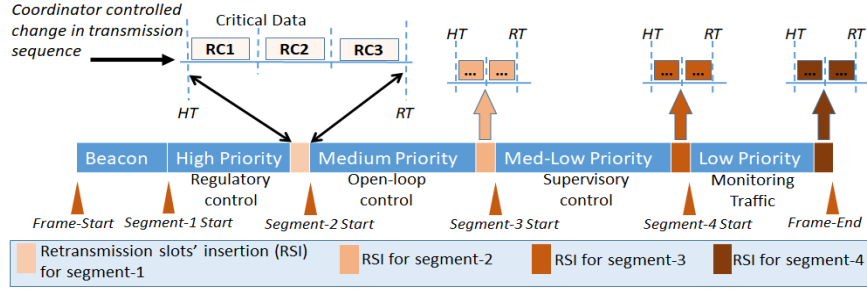 Coordinator controlled
change in transmission
sequence
Critical Data
RC1 RC2 RC3
HT RT
HT RT
... ...
HT RT
... ...
HT RT
... ...
Beacon High Priority Medium Priority Med-Low Priority Low Priority
Regulatory
control
Open-loop
control
Supervisory
control
Monitoring
Traffic
Frame-Start Segment-1 Start Segment-2 Start Segment-3 Start Segment-4 Start Frame-End
Retransmission slots' insertion (RSI)
for segment-1
RSI for segment-2
RSI for segment-3
RSI for segment-4